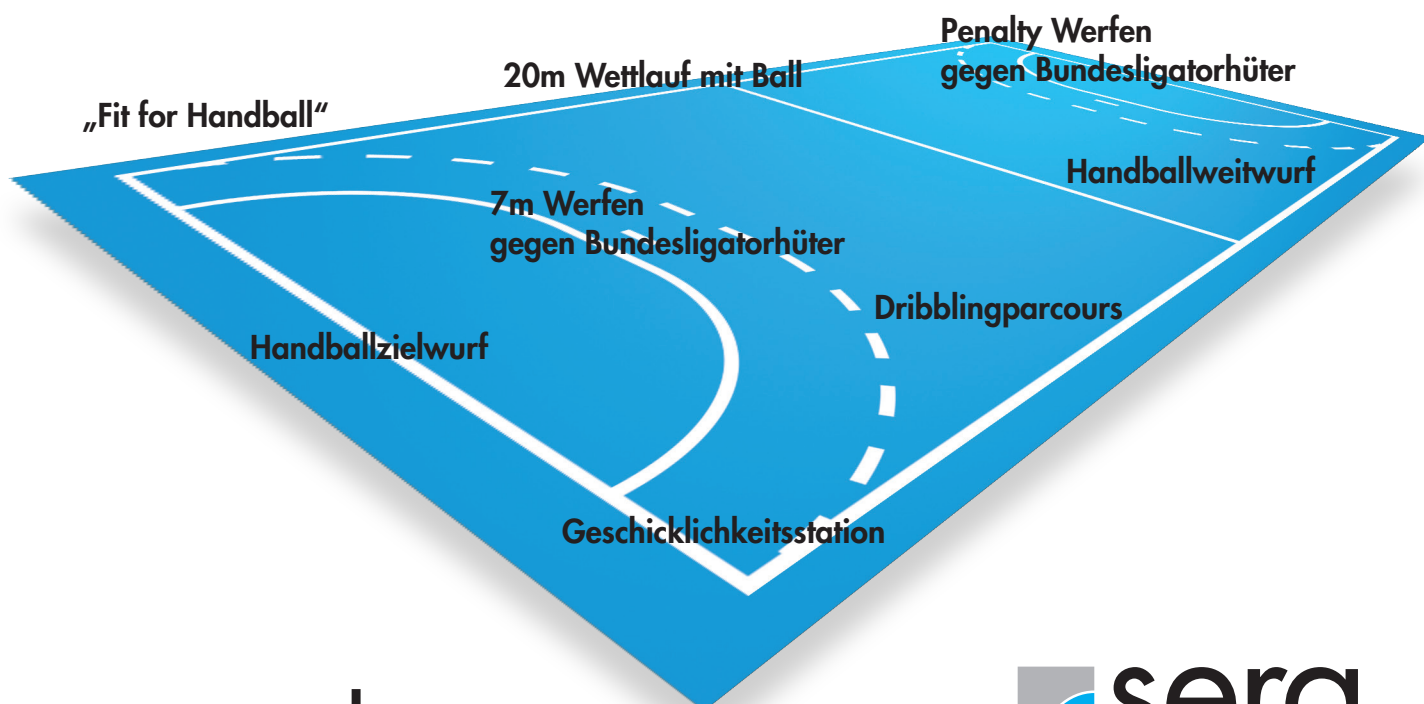 Penalty Werfen
gegen Bundesligatorhüter
20m Wettlauf mit Ball
„Fit for Handball“
Handballweitwurf
7m Werfen
gegen Bundesligatorhüter
Dribblingparcours
Handballzielwurf
Geschicklichkeitsstation